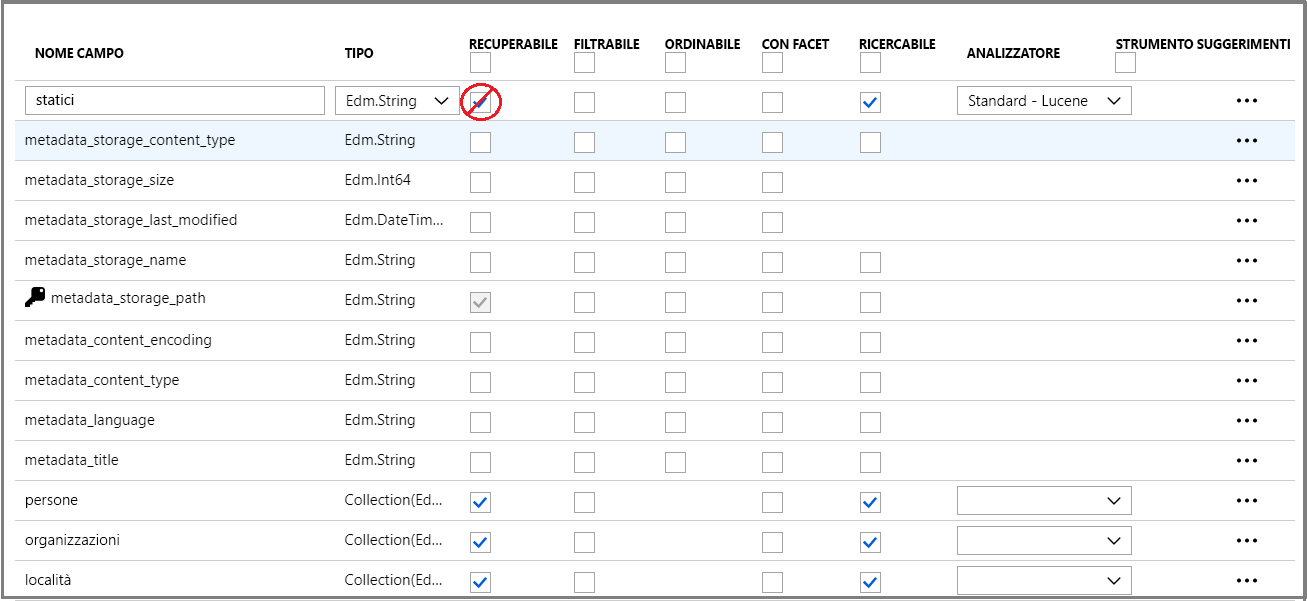 NOME CAMPO TIPO RECUPERABILE FILTRABILE ORDINABILE CON FACET RICERCABILE ANALIZZATORE STRUMENTO SUGGERIMENTI
statici Edm.String Standard - Lucene •••
metadata_storage_content_type Edm.String •••
metadata_storage_size Edm.Int64 •••
metadata_storage_last_modified Edm.DateTim... •••
metadata_storage_name Edm.String •••
metadata_storage_path Edm.String •••
metadata_content_encoding Edm.String •••
metadata_content_type Edm.String •••
metadata_language Edm.String •••
metadata_title Edm.String •••
persone Collection(Ed... •••
organizzazioni Collection(Ed... •••
località Collection(Ed... •••